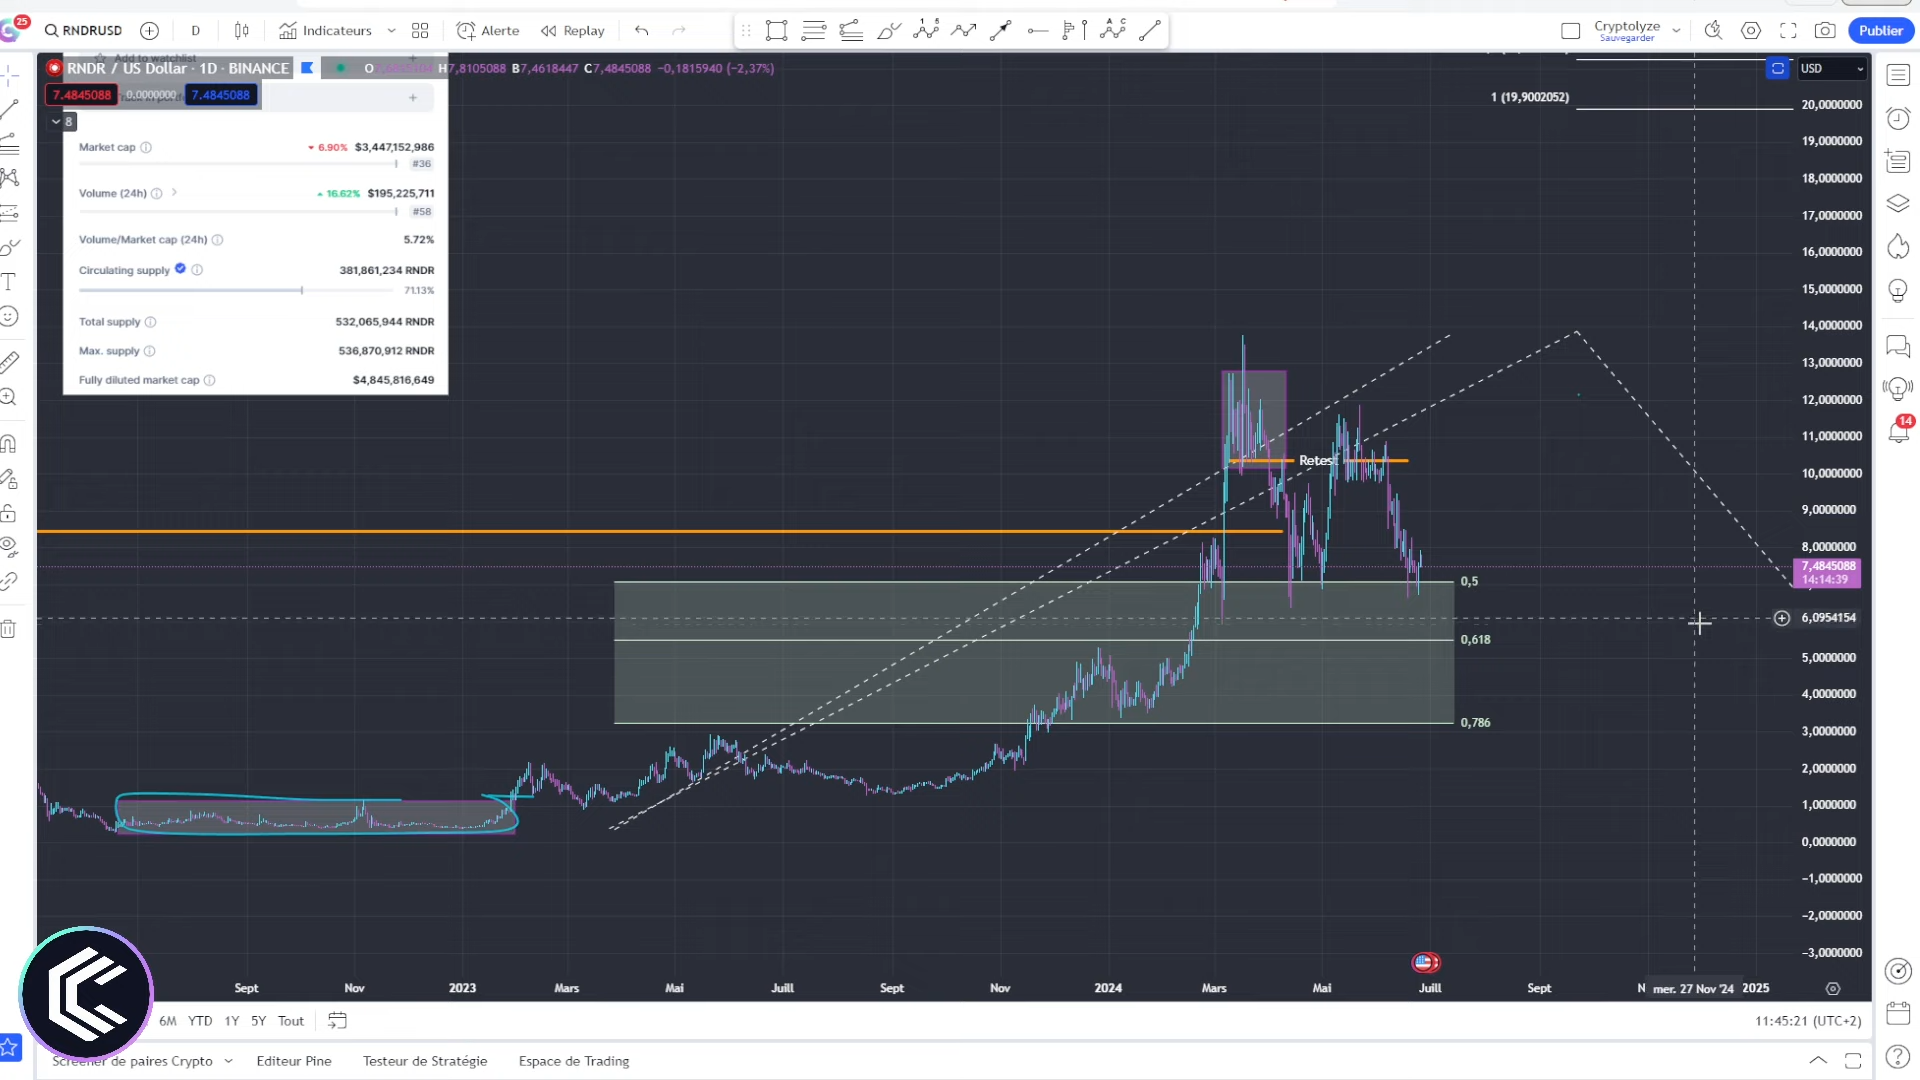 25
RNDRUSD
D
Indicateurs
Alerte
Replay
Cryptolyze
Sauvegarder
Publier
Add to watchlist
RNDR / US Dollar · 1D · BINANCE
H7,8105088 B7,4618447 C7,4845088 −0,1815940 (−2,37%)
USD
7.4845088 0.0000000 7.4845088
8
1 (19,9002052)
Market cap 6.90% $3,447,152,986
#36
Volume (24h) 16.62% $195,225,711
#58
Volume/Market cap (24h) 5.72%
Circulating supply 381,861,234 RNDR
71.13%
Total supply 532,065,944 RNDR
Max. supply 536,870,912 RNDR
Fully diluted market cap $4,845,816,649
20,0000000
19,0000000
18,0000000
17,0000000
16,0000000
15,0000000
14,0000000
13,0000000
12,0000000
11,0000000
10,0000000
9,0000000
8,0000000
7,4845088
14:14:39
6,0954154
5,0000000
4,0000000
3,0000000
2,0000000
1,0000000
0,0000000
−1,0000000
−2,0000000
−3,0000000
14
Retest
0,5
0,618
0,786
Sept Nov 2023 Mars Mai Juill Sept Nov 2024 Mars Mai Juill Sept N mer. 27 Nov '24 2025
6M YTD 1Y 5Y Tout
11:45:21 (UTC+2)
Screener de paires Crypto Editeur Pine Testeur de Stratégie Espace de Trading